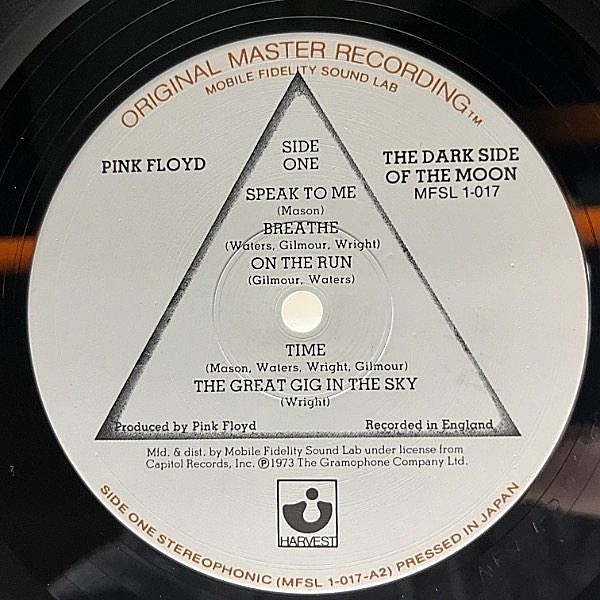 ORIGINAL MASTER RECORDING TM
MOBILE FIDELITY SOUND LAB
PINK FLOYD
SIDE
ONE
THE DARK SIDE
OF THE MOON
MFSL 1-017
SPEAK TO ME
(Mason)
BREATHE
(Waters, Gilmour, Wright)
ON THE RUN
(Gilmour, Waters)
TIME
(Mason, Waters, Wright, Gilmour)
THE GREAT GIG IN THE SKY
(Wright)
Produced by Pink Floyd
Recorded in England
Mfd. & dist. by Mobile Fidelity Sound Lab under license from
Capitol Records, Inc. ℗1973 The Gramophone Company Ltd.
HARVEST
SIDE ONE STEREOPHONIC (MFSL 1-017-A2) PRESSED IN JAPAN